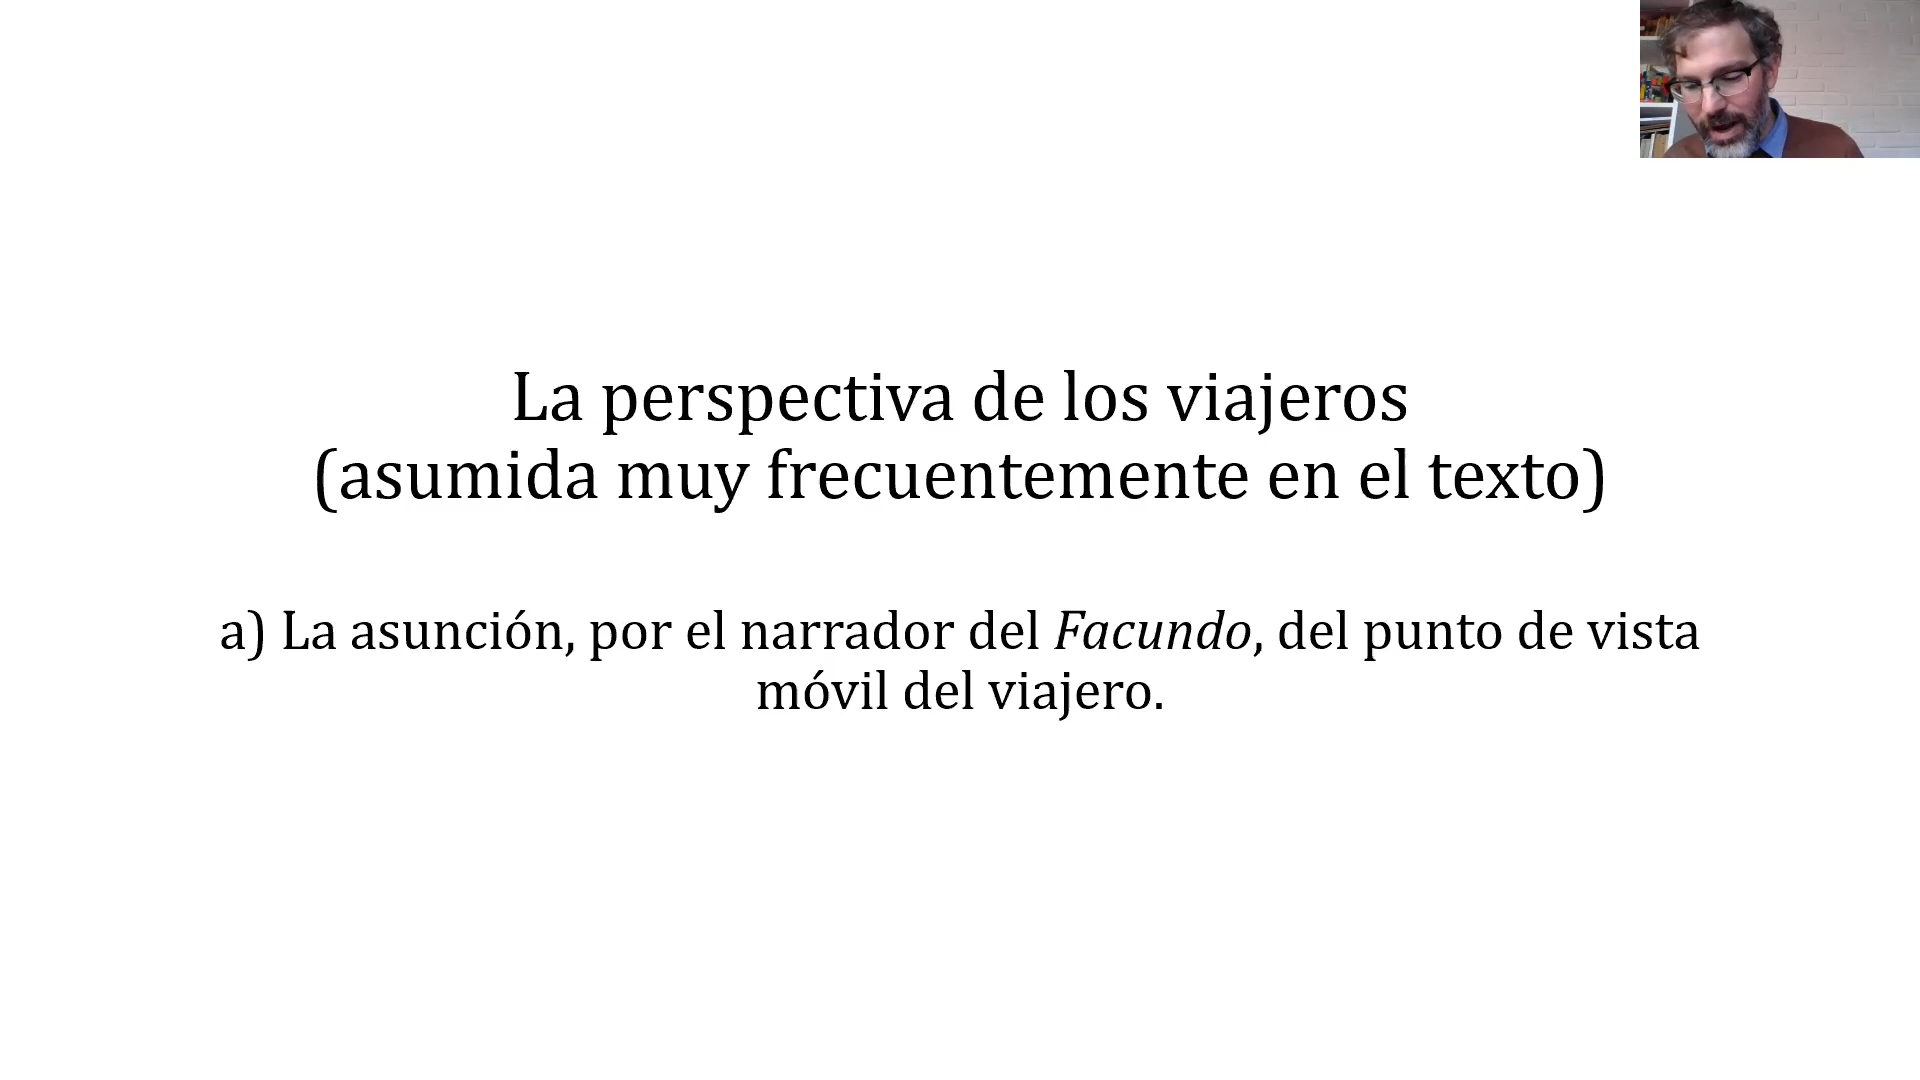 La perspectiva de los viajeros
(asumida muy frecuentemente en el texto)
a) La asunción, por el narrador del Facundo, del punto de vista
móvil del viajero.